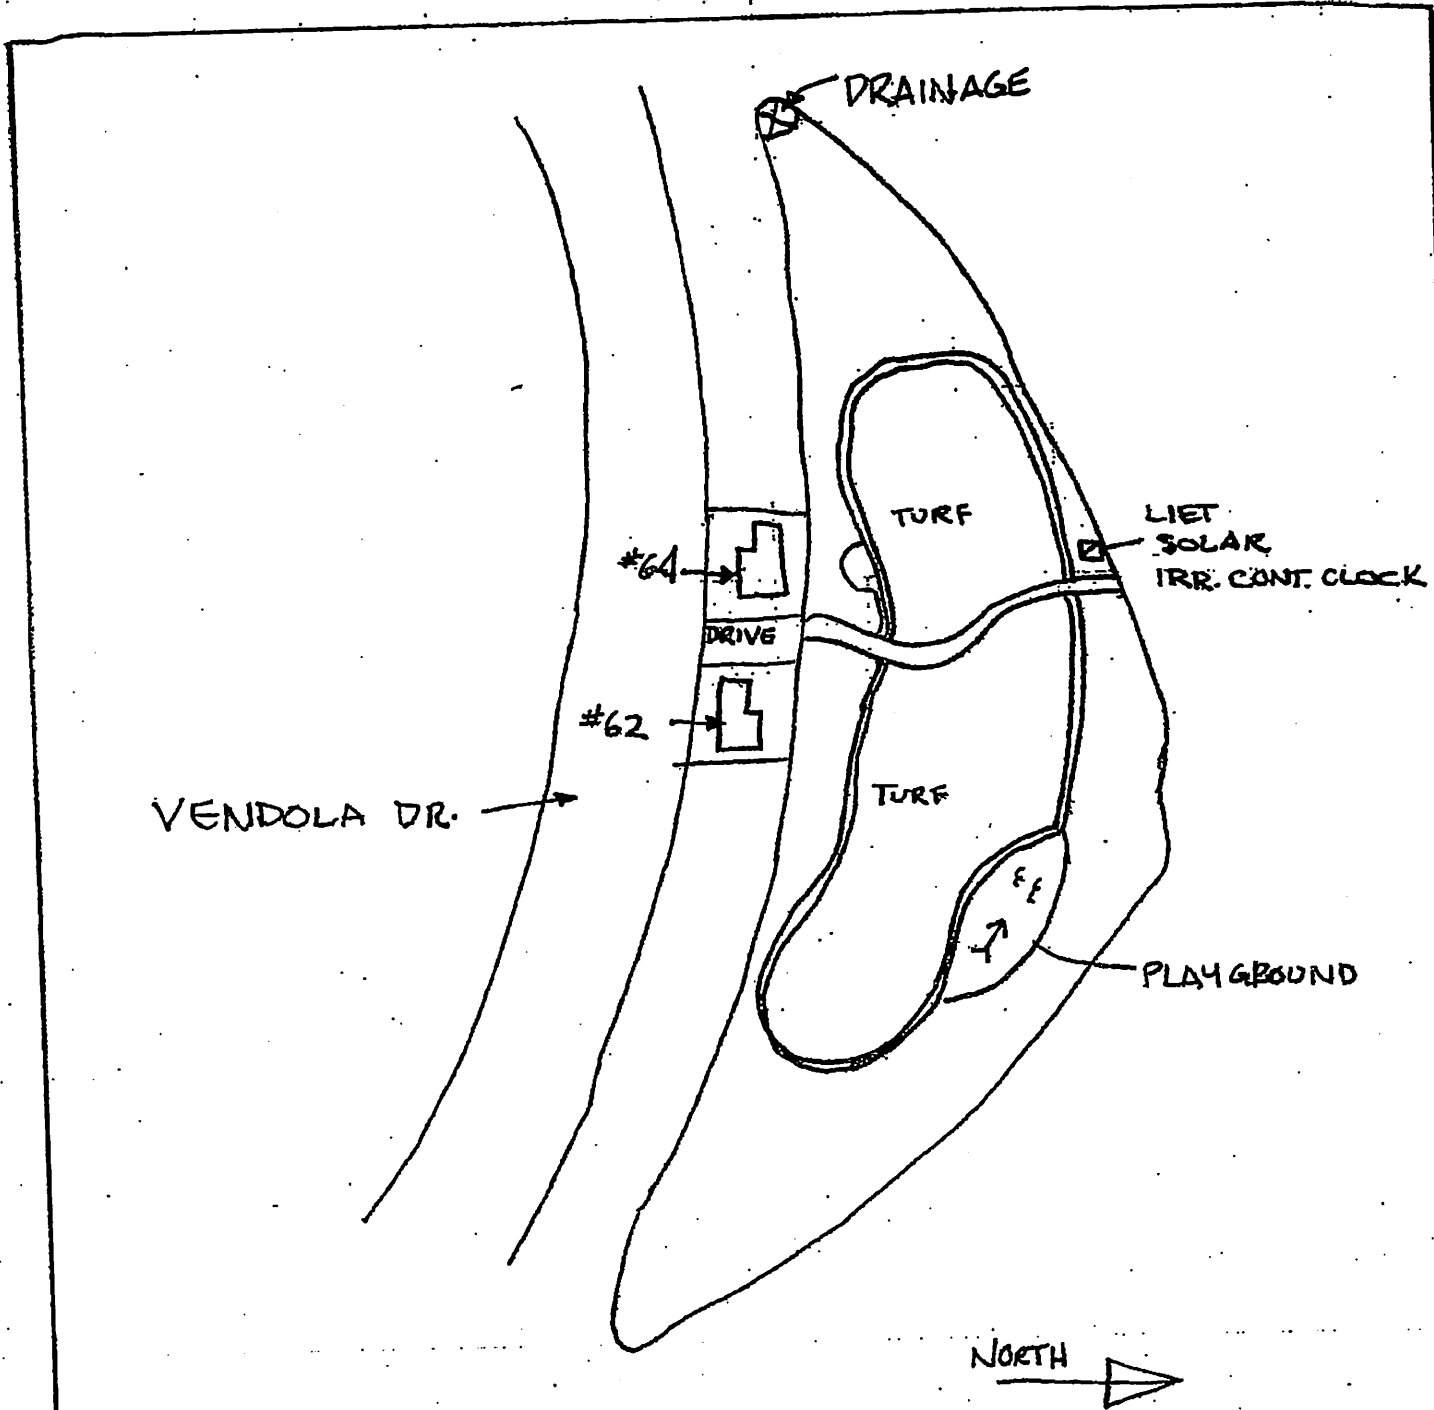 DRAINAGE
TURF
LIET
SOLAR
IRR. CONT. CLOCK
#64
DRIVE
#62
TURF
VENDOLA DR.
PLAYGROUND
NORTH